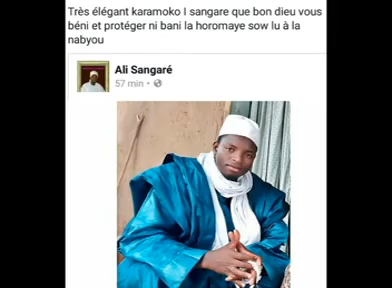 Très élégant karamoko I sangare que bon dieu vous
béni et protéger ni bani la horomaye sow lu à la
nabyou
Ali Sangaré
57 min •